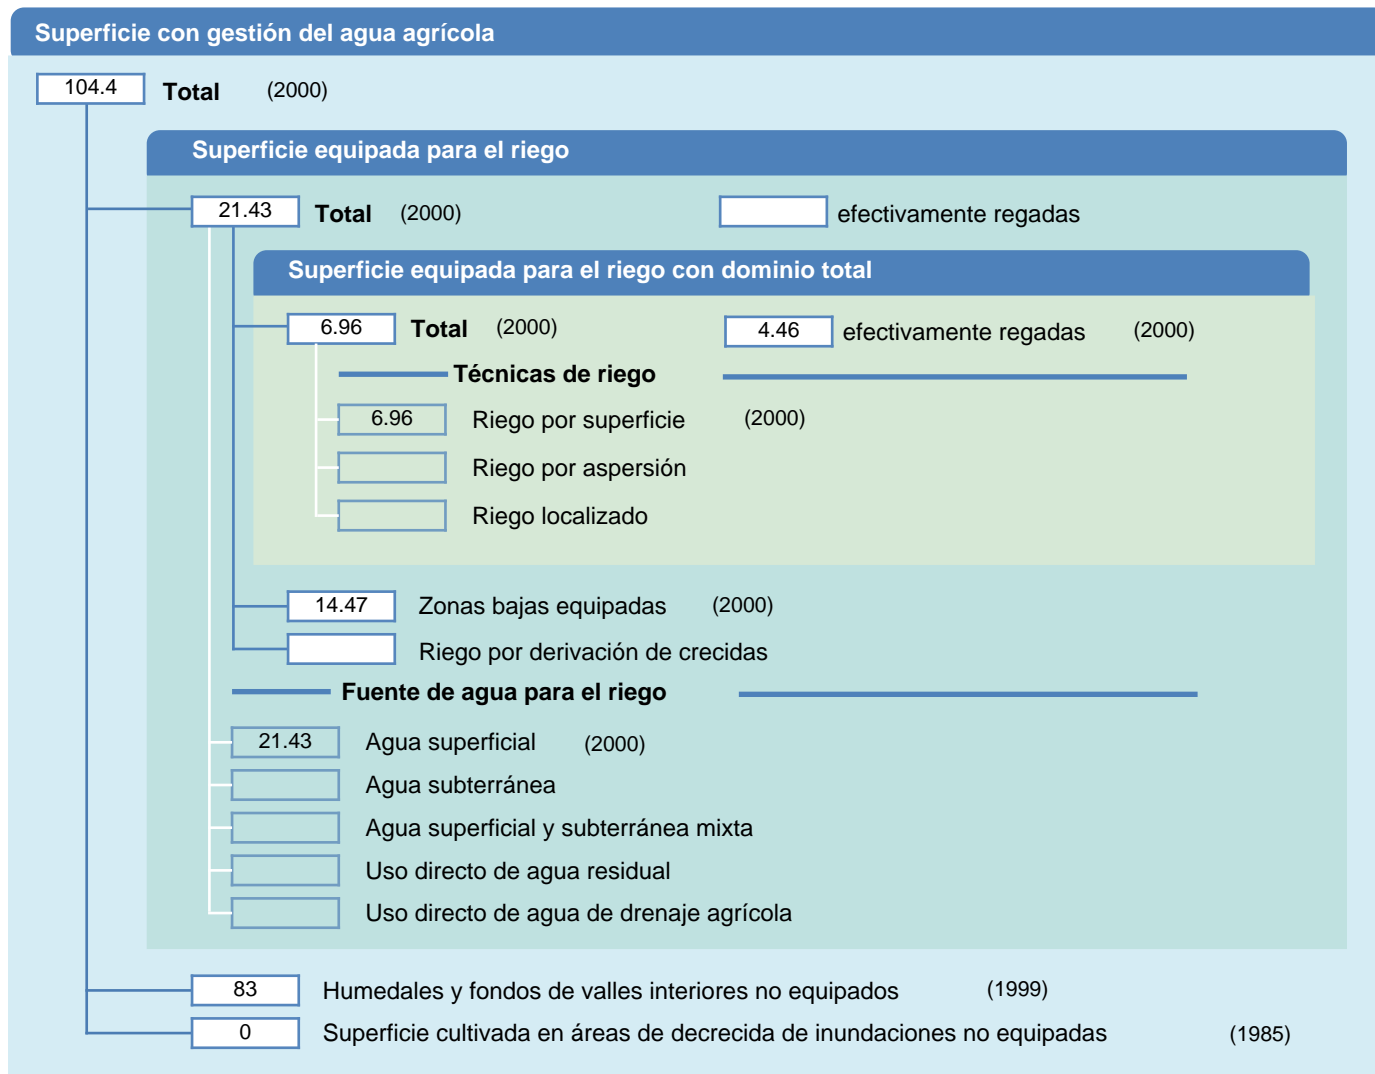 Superficie con gestión del agua agrícola
104.4 Total (2000)
Superficie equipada para el riego
21.43 Total (2000) efectivamente regadas
Superficie equipada para el riego con dominio total
6.96 Total (2000) 4.46 efectivamente regadas (2000)
Técnicas de riego
6.96 Riego por superficie (2000)
Riego por aspersión
Riego localizado
14.47 Zonas bajas equipadas (2000)
Riego por derivación de crecidas
Fuente de agua para el riego
21.43 Agua superficial (2000)
Agua subterránea
Agua superficial y subterránea mixta
Uso directo de agua residual
Uso directo de agua de drenaje agrícola
83 Humedales y fondos de valles interiores no equipados (1999)
0 Superficie cultivada en áreas de decrecida de inundaciones no equipadas (1985)